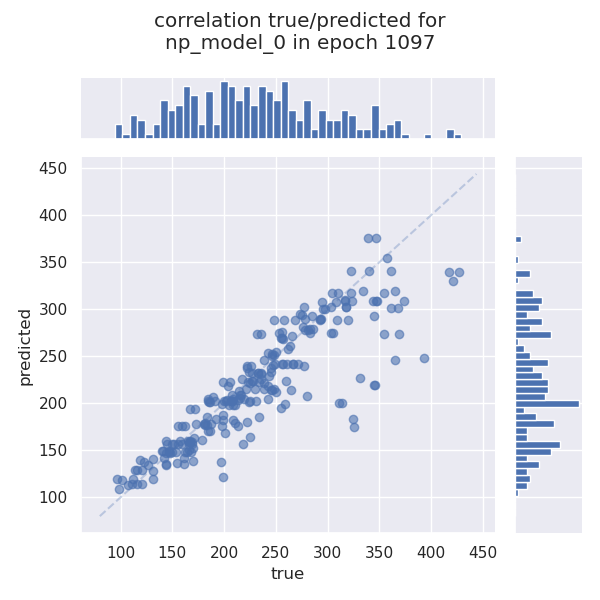 correlation true/predicted for
np_model_0 in epoch 1097
450
400
350
300
250
200
150
100
predicted
100 150 200 250 300 350 400 450
true